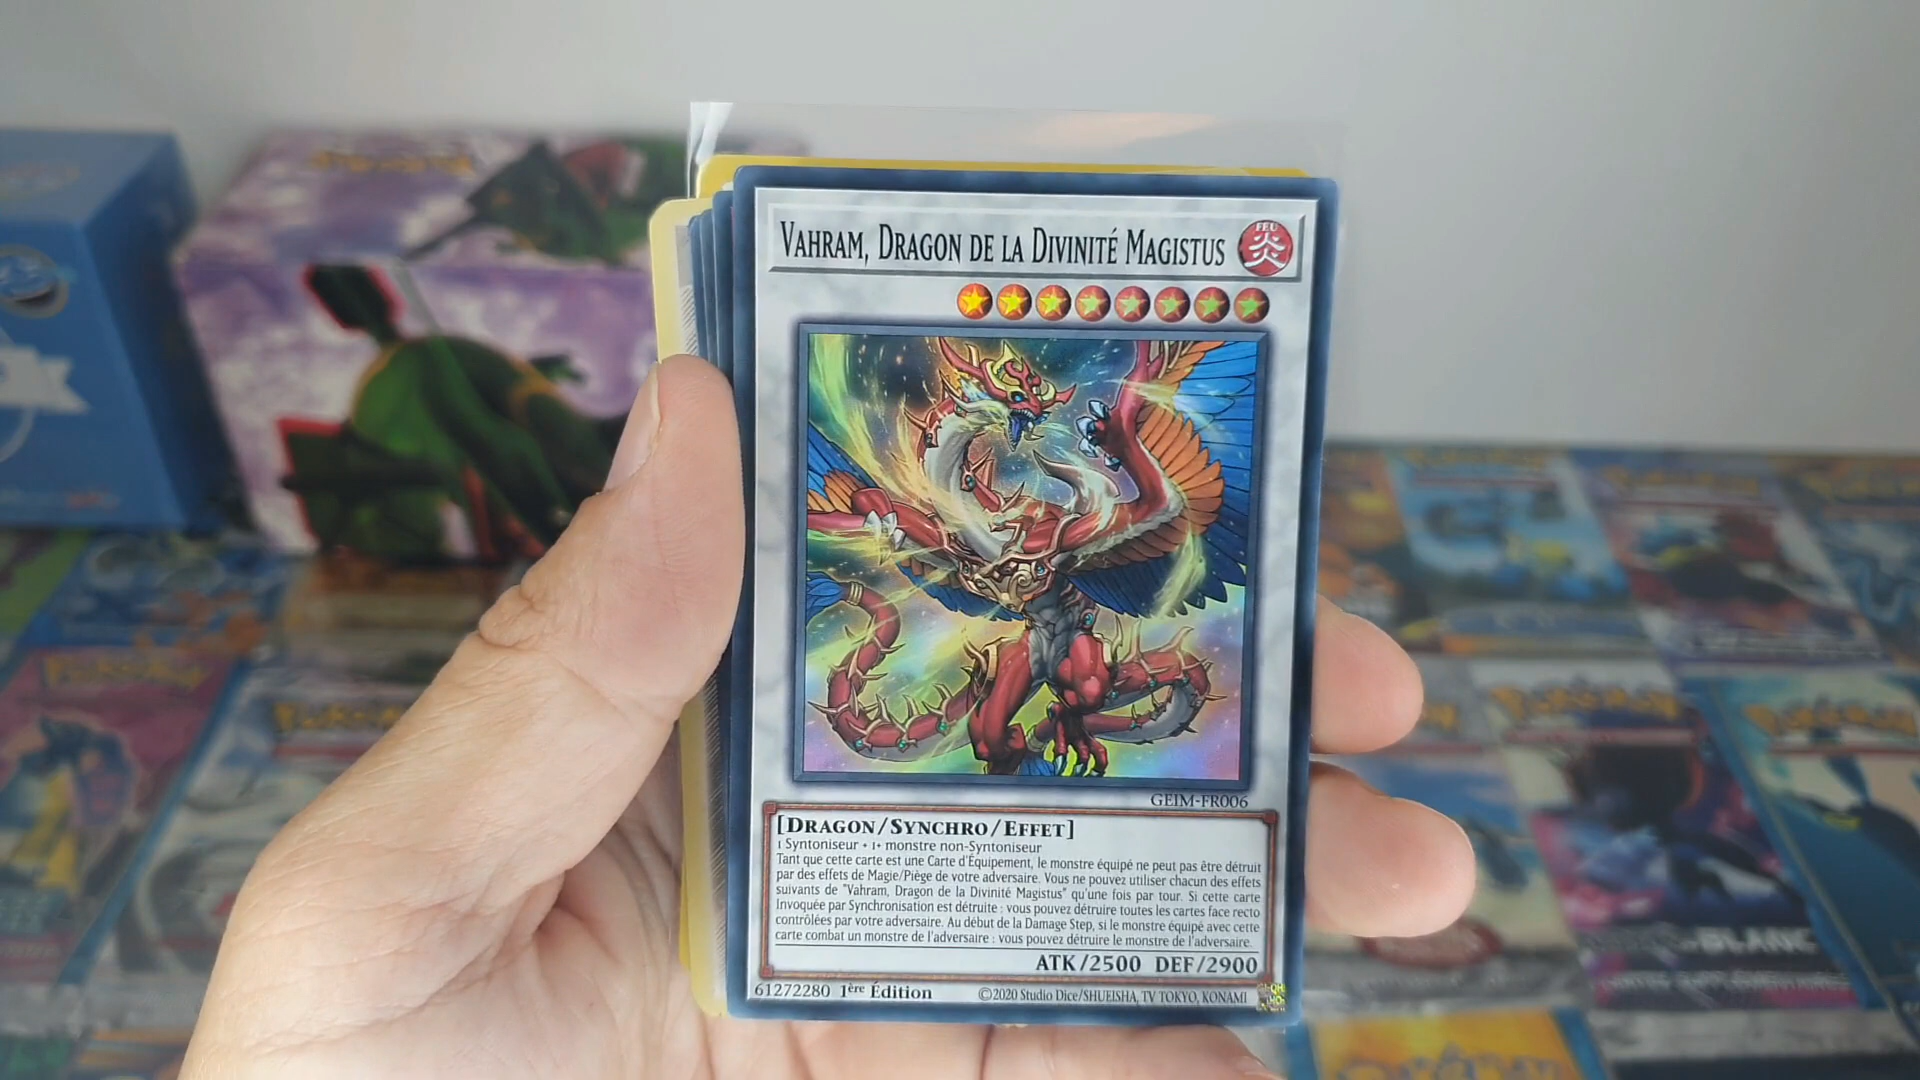 VAHRAM, DRAGON DE LA DIVINITÉ MAGISTUS
FEU
炎
GEIM-FR006
[DRAGON/SYNCHRO/EFFET]
1 Syntoniseur + 1+ monstre non-Syntoniseur
Tant que cette carte est une Carte d'Équipement, le monstre équipé ne peut pas être détruit
par des effets de Magie/Piège de votre adversaire. Vous ne pouvez utiliser chacun des effets
suivants de "Vahram, Dragon de la Divinité Magistus" qu'une fois par tour. Si cette carte
Invoquée par Synchronisation est détruite : vous pouvez détruire toutes les cartes face recto
contrôlées par votre adversaire. Au début de la Damage Step, si le monstre équipé avec cette
carte combat un monstre de l'adversaire : vous pouvez détruire le monstre de l'adversaire.
ATK/2500 DEF/2900
61272280 1ère Édition ©2020 Studio Dice/SHUEISHA, TV TOKYO, KONAMI
POKÉMON
POKÉMON
POKÉMON
POKÉMON
BLANC